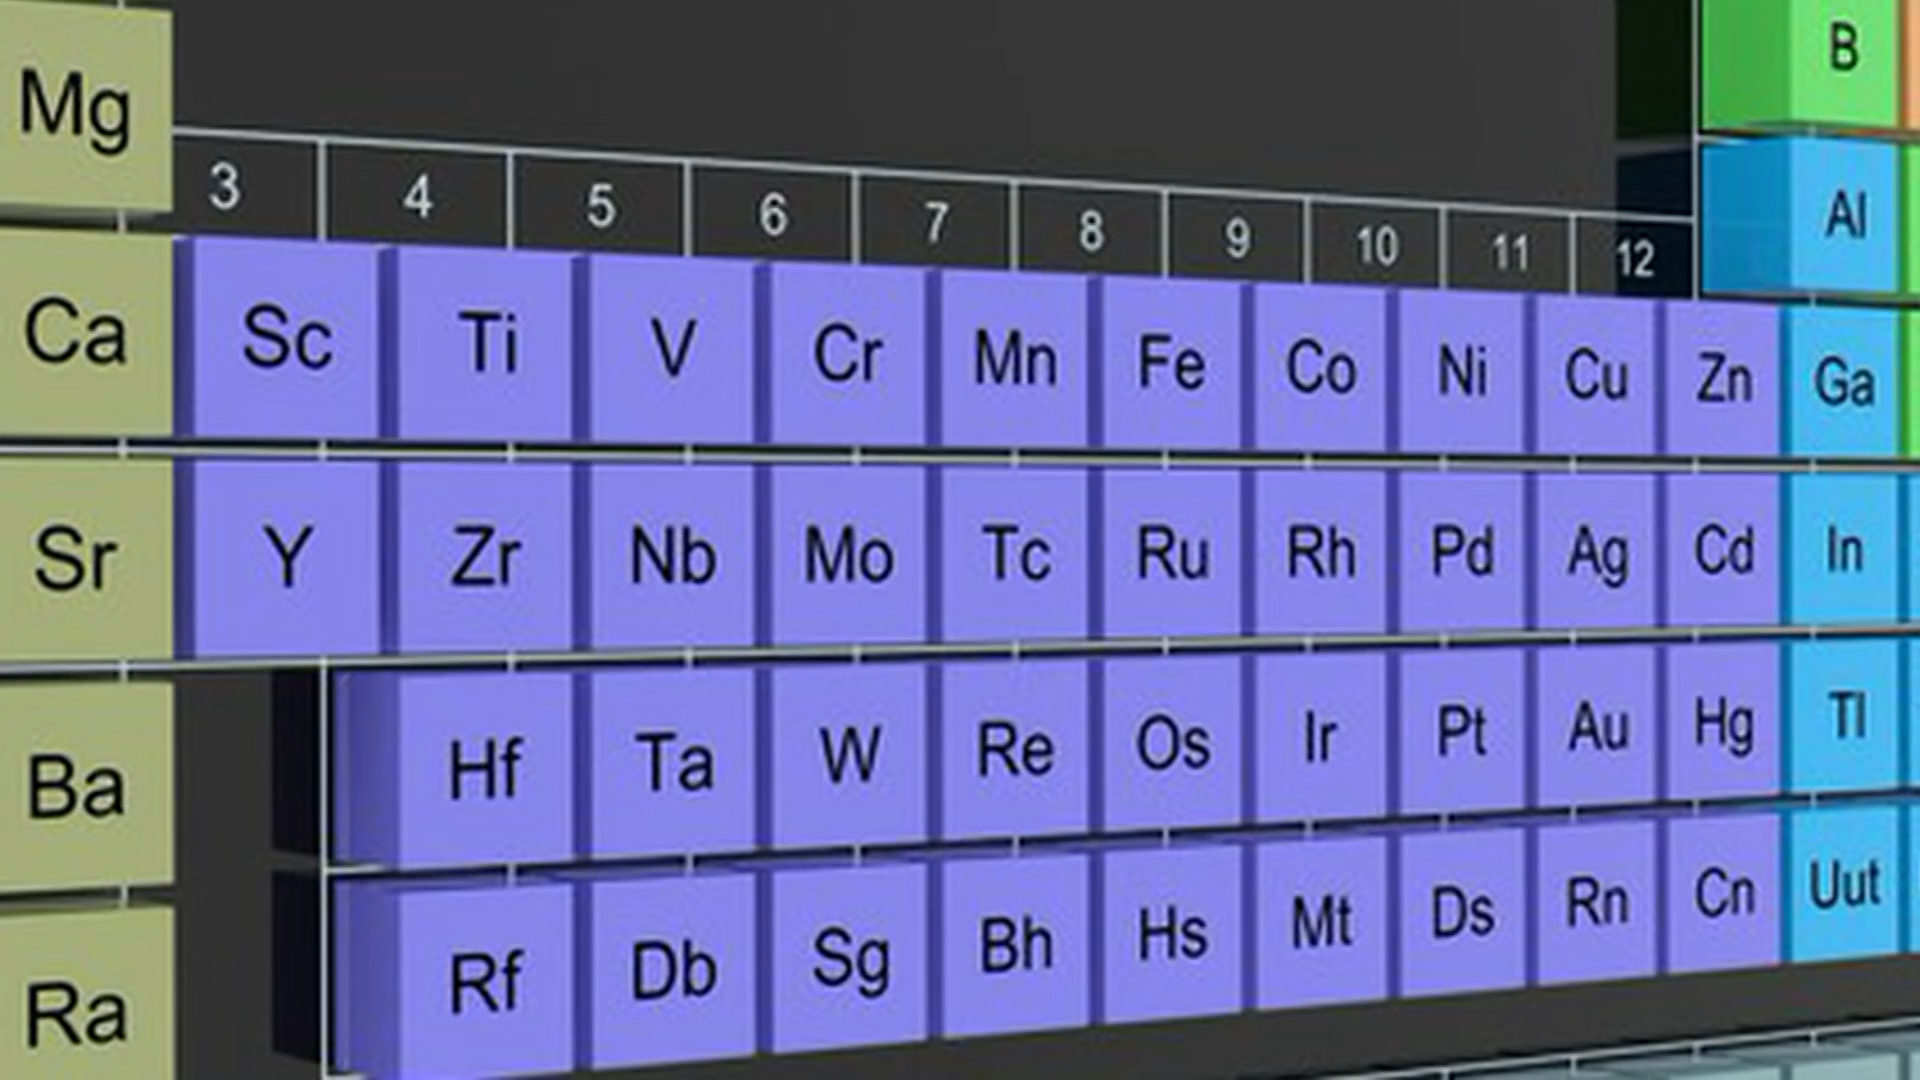 Mg B
3 4 5 6 7 8 9 10 11 12 Al
Ca Sc Ti V Cr Mn Fe Co Ni Cu Zn Ga
Sr Y Zr Nb Mo Tc Ru Rh Pd Ag Cd In
Ba Hf Ta W Re Os Ir Pt Au Hg Tl
Ra Rf Db Sg Bh Hs Mt Ds Rn Cn Uut